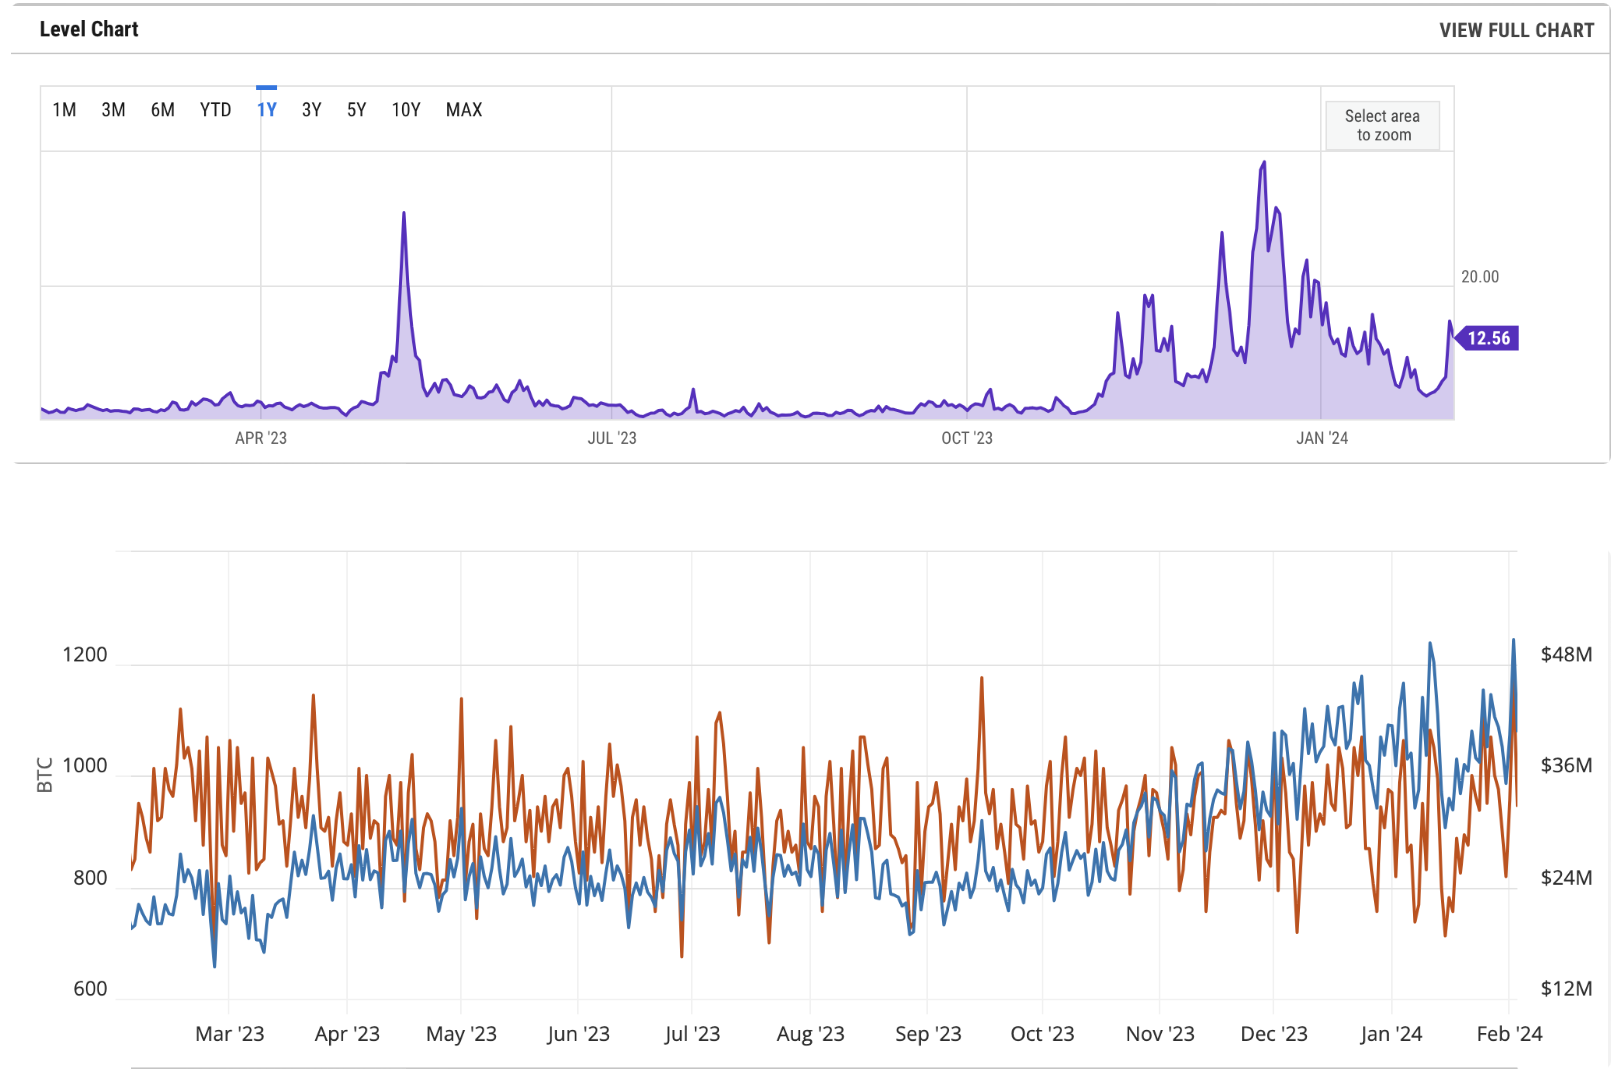 Level Chart
VIEW FULL CHART
1M 3M 6M YTD 1Y 3Y 5Y 10Y MAX
Select area
to zoom
20.00
12.56
APR '23 JUL '23 OCT '23 JAN '24
1200 $48M
1000 $36M
BTC
800 $24M
600 $12M
Mar '23 Apr '23 May '23 Jun '23 Jul '23 Aug '23 Sep '23 Oct '23 Nov '23 Dec '23 Jan '24 Feb '24